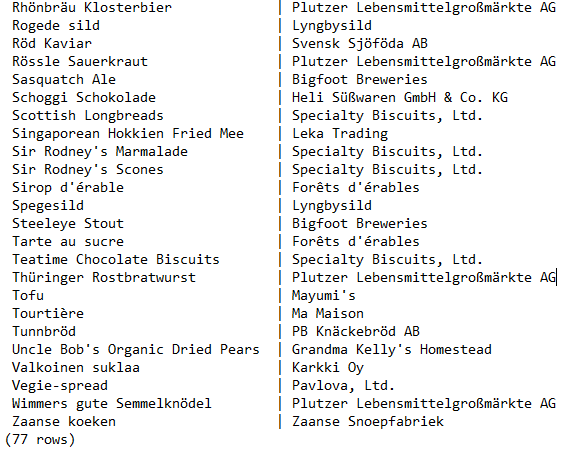 Rhönbräu Klosterbier | Plutzer Lebensmittelgroßmärkte AG
Rogede sild | Lyngbysild
Röd Kaviar | Svensk Sjöföda AB
Rössle Sauerkraut | Plutzer Lebensmittelgroßmärkte AG
Sasquatch Ale | Bigfoot Breweries
Schoggi Schokolade | Heli Süßwaren GmbH & Co. KG
Scottish Longbreads | Specialty Biscuits, Ltd.
Singaporean Hokkien Fried Mee | Leka Trading
Sir Rodney's Marmalade | Specialty Biscuits, Ltd.
Sir Rodney's Scones | Specialty Biscuits, Ltd.
Sirop d'érable | Forêts d'érables
Spegesild | Lyngbysild
Steeleye Stout | Bigfoot Breweries
Tarte au sucre | Forêts d'érables
Teatime Chocolate Biscuits | Specialty Biscuits, Ltd.
Thüringer Rostbratwurst | Plutzer Lebensmittelgroßmärkte AG
Tofu | Mayumi's
Tourtière | Ma Maison
Tunnbröd | PB Knäckebröd AB
Uncle Bob's Organic Dried Pears | Grandma Kelly's Homestead
Valkoinen suklaa | Karkki Oy
Vegie-spread | Pavlova, Ltd.
Wimmers gute Semmelknödel | Plutzer Lebensmittelgroßmärkte AG
Zaanse koeken | Zaanse Snoepfabriek
(77 rows)